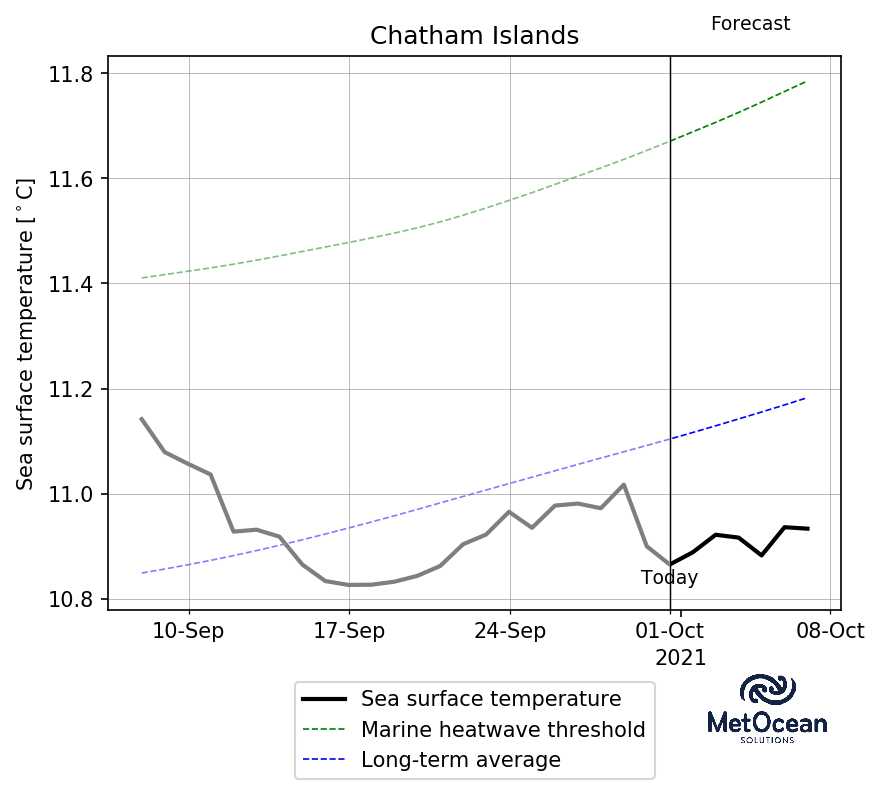 Forecast
Chatham Islands
Sea surface temperature [°C]
11.8
11.6
11.4
11.2
11.0
10.8
Today
10-Sep
17-Sep
24-Sep
01-Oct
08-Oct
2021
Sea surface temperature
Marine heatwave threshold
Long-term average
MetOcean
SOLUTIONS